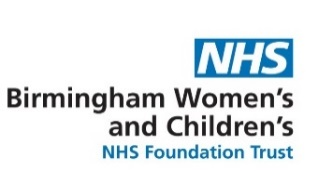 NHS
Birmingham Women's
and Children's
NHS Foundation Trust